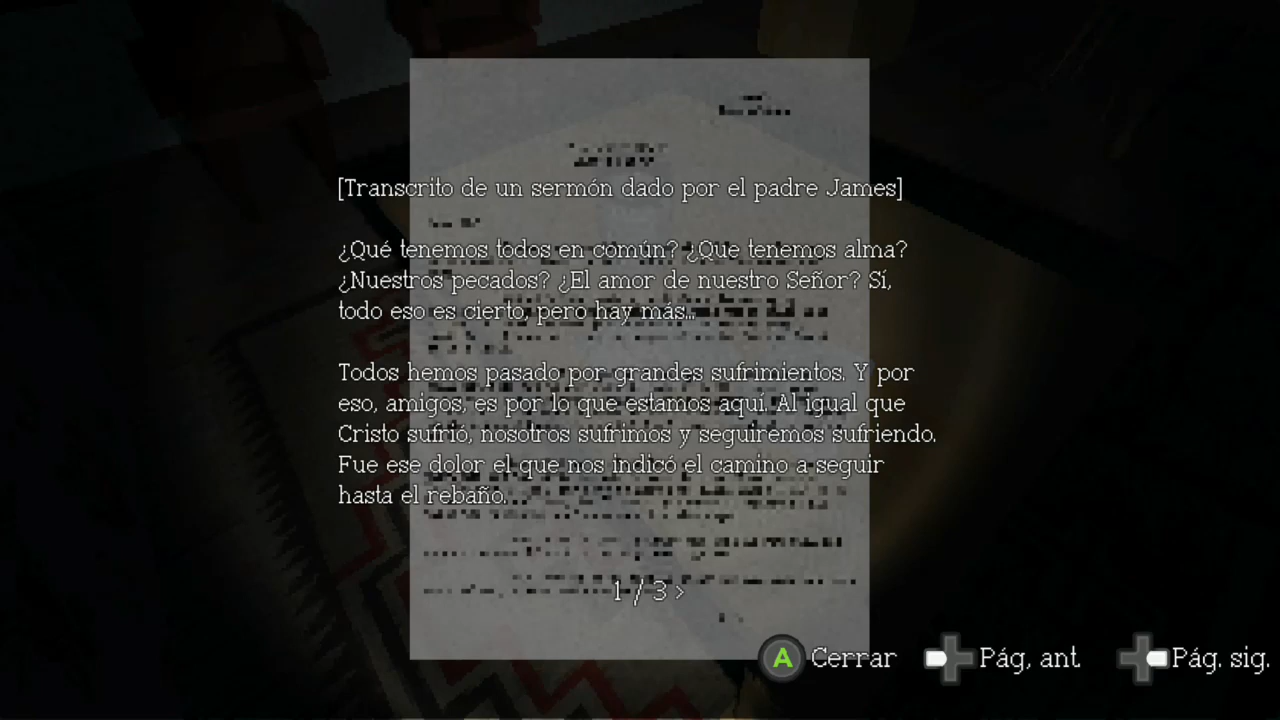 [Transcrito de un sermón dado por el padre James]
¿Qué tenemos todos en común? ¿Que tenemos alma?
¿Nuestros pecados? ¿El amor de nuestro Señor? Sí,
todo eso es cierto, pero hay más...
Todos hemos pasado por grandes sufrimientos. Y por
eso, amigos, es por lo que estamos aquí. Al igual que
Cristo sufrió, nosotros sufrimos y seguiremos sufriendo.
Fue ese dolor el que nos indicó el camino a seguir
hasta el rebaño.
1 / 3 >
A Cerrar Pág, ant. Pág. sig.